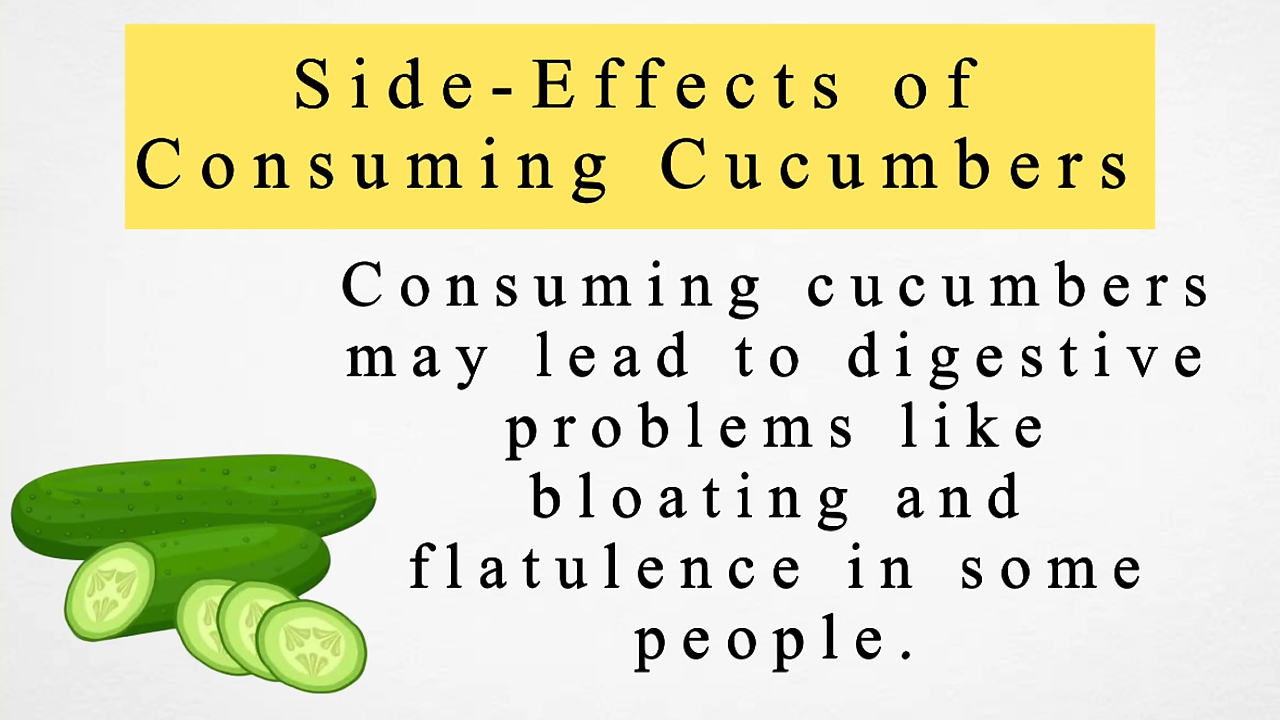 Side-Effects of
Consuming Cucumbers
Consuming cucumbers
may lead to digestive
problems like
bloating and
flatulence in some
people.